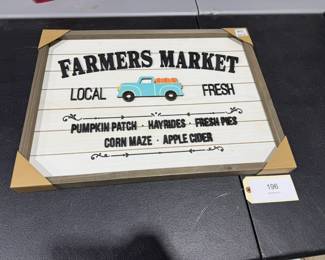 FARMERS MARKET
LOCAL FRESH
PUMPKIN PATCH · HAYRIDES · FRESH PIES
CORN MAZE · APPLE CIDER
196